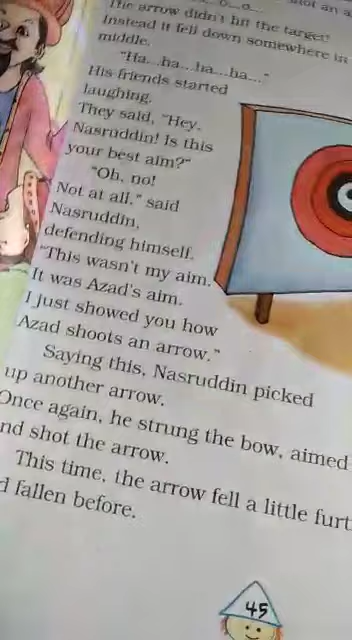 The arrow didn't hit the target!
Instead it fell down somewhere in
middle.
"Ha...ha...ha...ha..."
His friends started
laughing.
They said, "Hey,
Nasruddin! Is this
your best aim?"
"Oh, no!
Not at all," said
Nasruddin,
defending himself.
"This wasn't my aim.
It was Azad's aim.
I just showed you how
Azad shoots an arrow."
Saying this, Nasruddin picked
up another arrow.
Once again, he strung the bow, aimed
nd shot the arrow.
This time, the arrow fell a little furt
d fallen before.
45